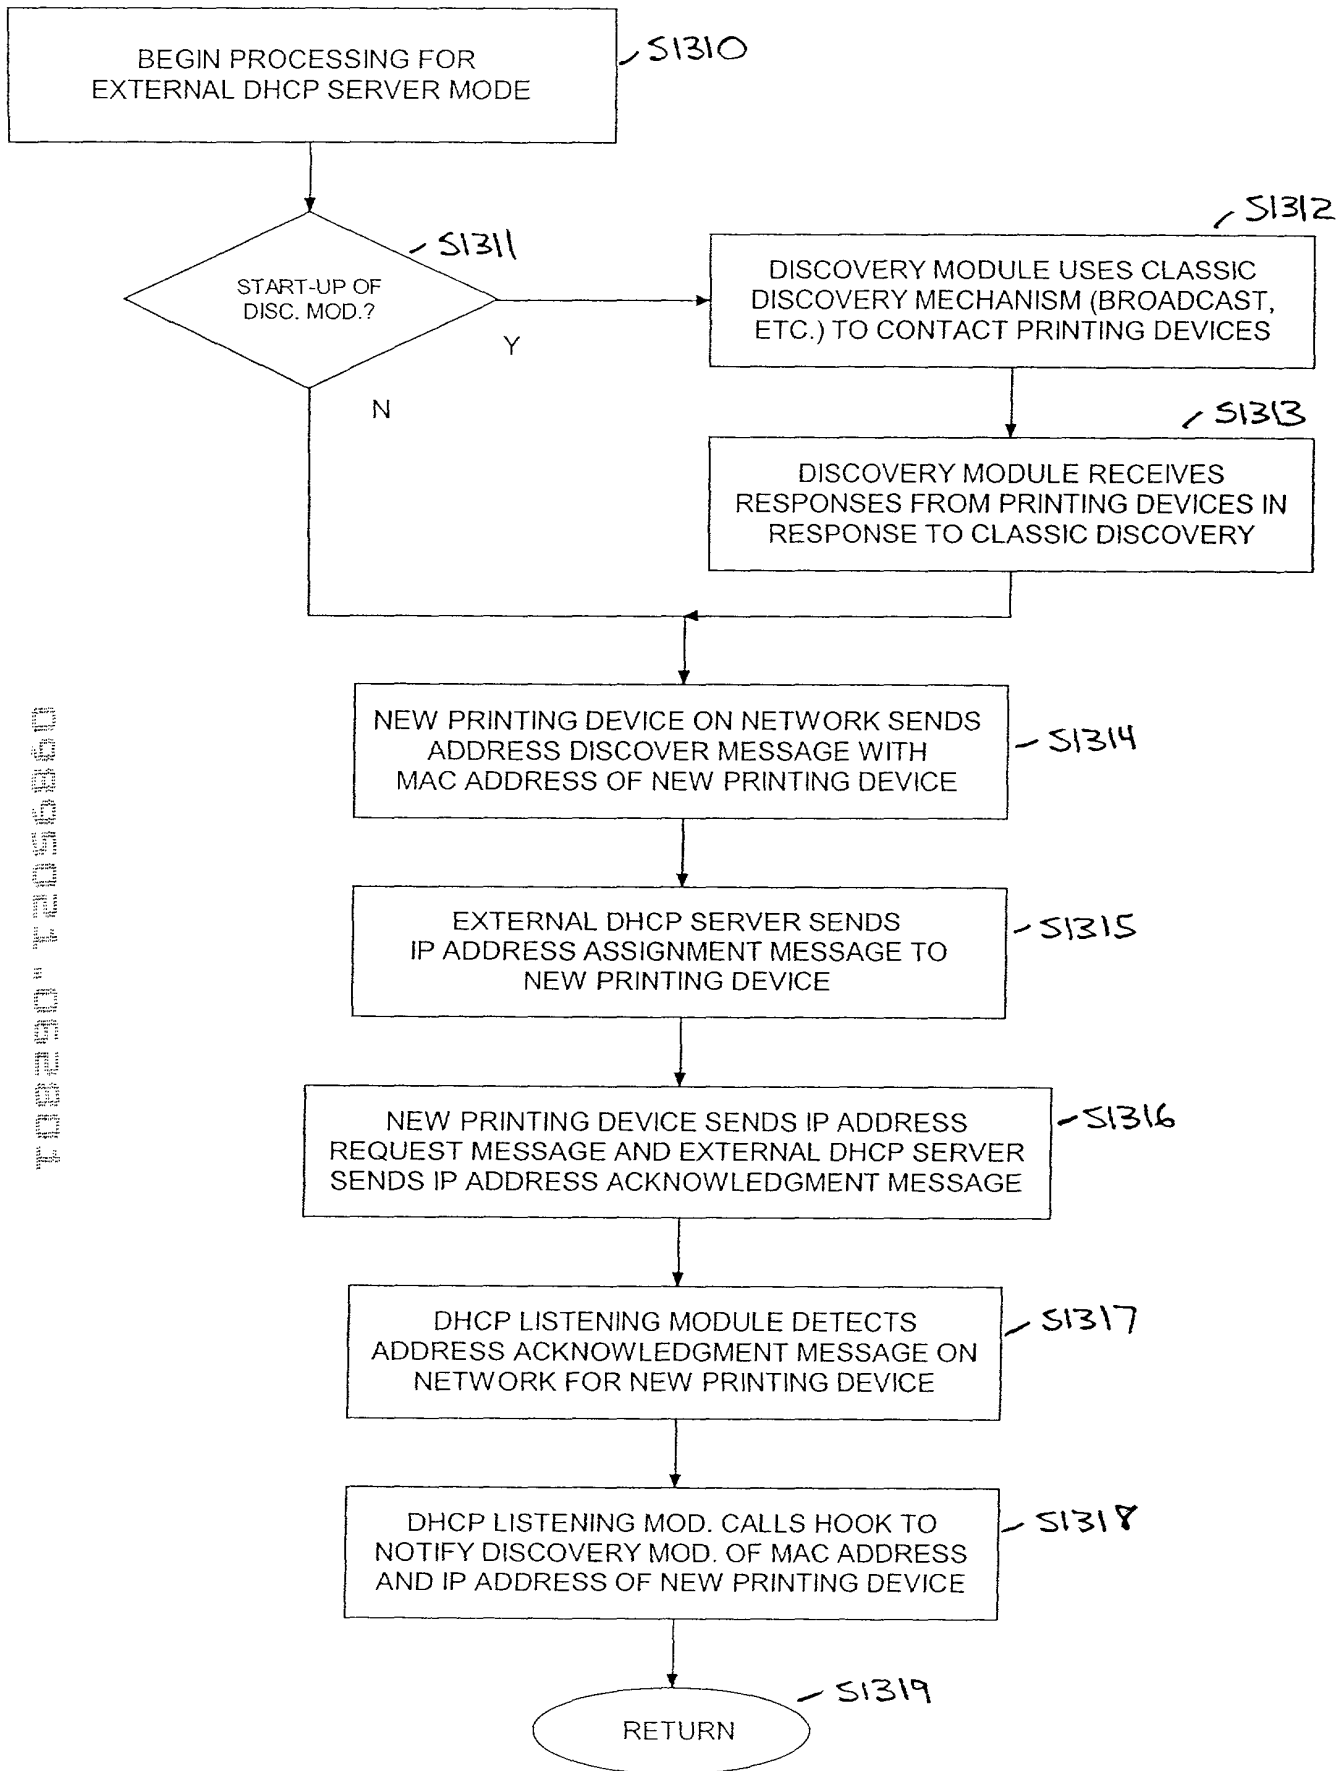 BEGIN PROCESSING FOR
EXTERNAL DHCP SERVER MODE
S1310
START-UP OF
DISC. MOD.?
S1311
Y
N
S1312
DISCOVERY MODULE USES CLASSIC
DISCOVERY MECHANISM (BROADCAST,
ETC.) TO CONTACT PRINTING DEVICES
S1313
DISCOVERY MODULE RECEIVES
RESPONSES FROM PRINTING DEVICES IN
RESPONSE TO CLASSIC DISCOVERY
NEW PRINTING DEVICE ON NETWORK SENDS
ADDRESS DISCOVER MESSAGE WITH
MAC ADDRESS OF NEW PRINTING DEVICE
S1314
EXTERNAL DHCP SERVER SENDS
IP ADDRESS ASSIGNMENT MESSAGE TO
NEW PRINTING DEVICE
S1315
NEW PRINTING DEVICE SENDS IP ADDRESS
REQUEST MESSAGE AND EXTERNAL DHCP SERVER
SENDS IP ADDRESS ACKNOWLEDGMENT MESSAGE
S1316
DHCP LISTENING MODULE DETECTS
ADDRESS ACKNOWLEDGMENT MESSAGE ON
NETWORK FOR NEW PRINTING DEVICE
S1317
DHCP LISTENING MOD. CALLS HOOK TO
NOTIFY DISCOVERY MOD. OF MAC ADDRESS
AND IP ADDRESS OF NEW PRINTING DEVICE
S1318
RETURN
S1319